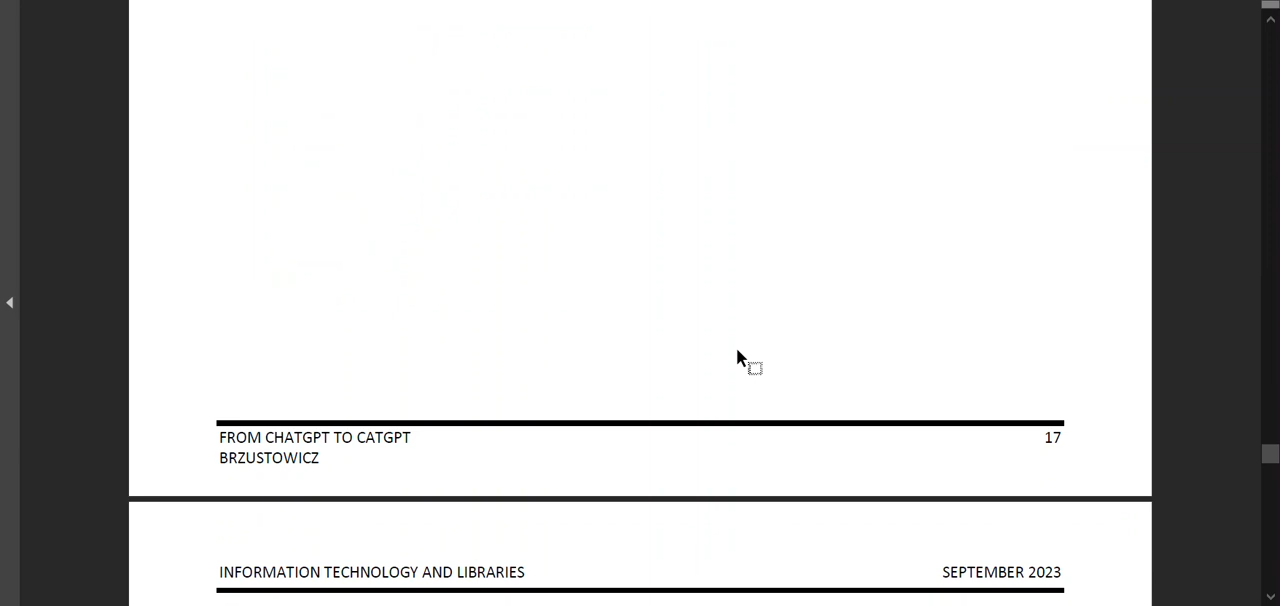 FROM CHATGPT TO CATGPT 17
BRZUSTOWICZ
INFORMATION TECHNOLOGY AND LIBRARIES SEPTEMBER 2023